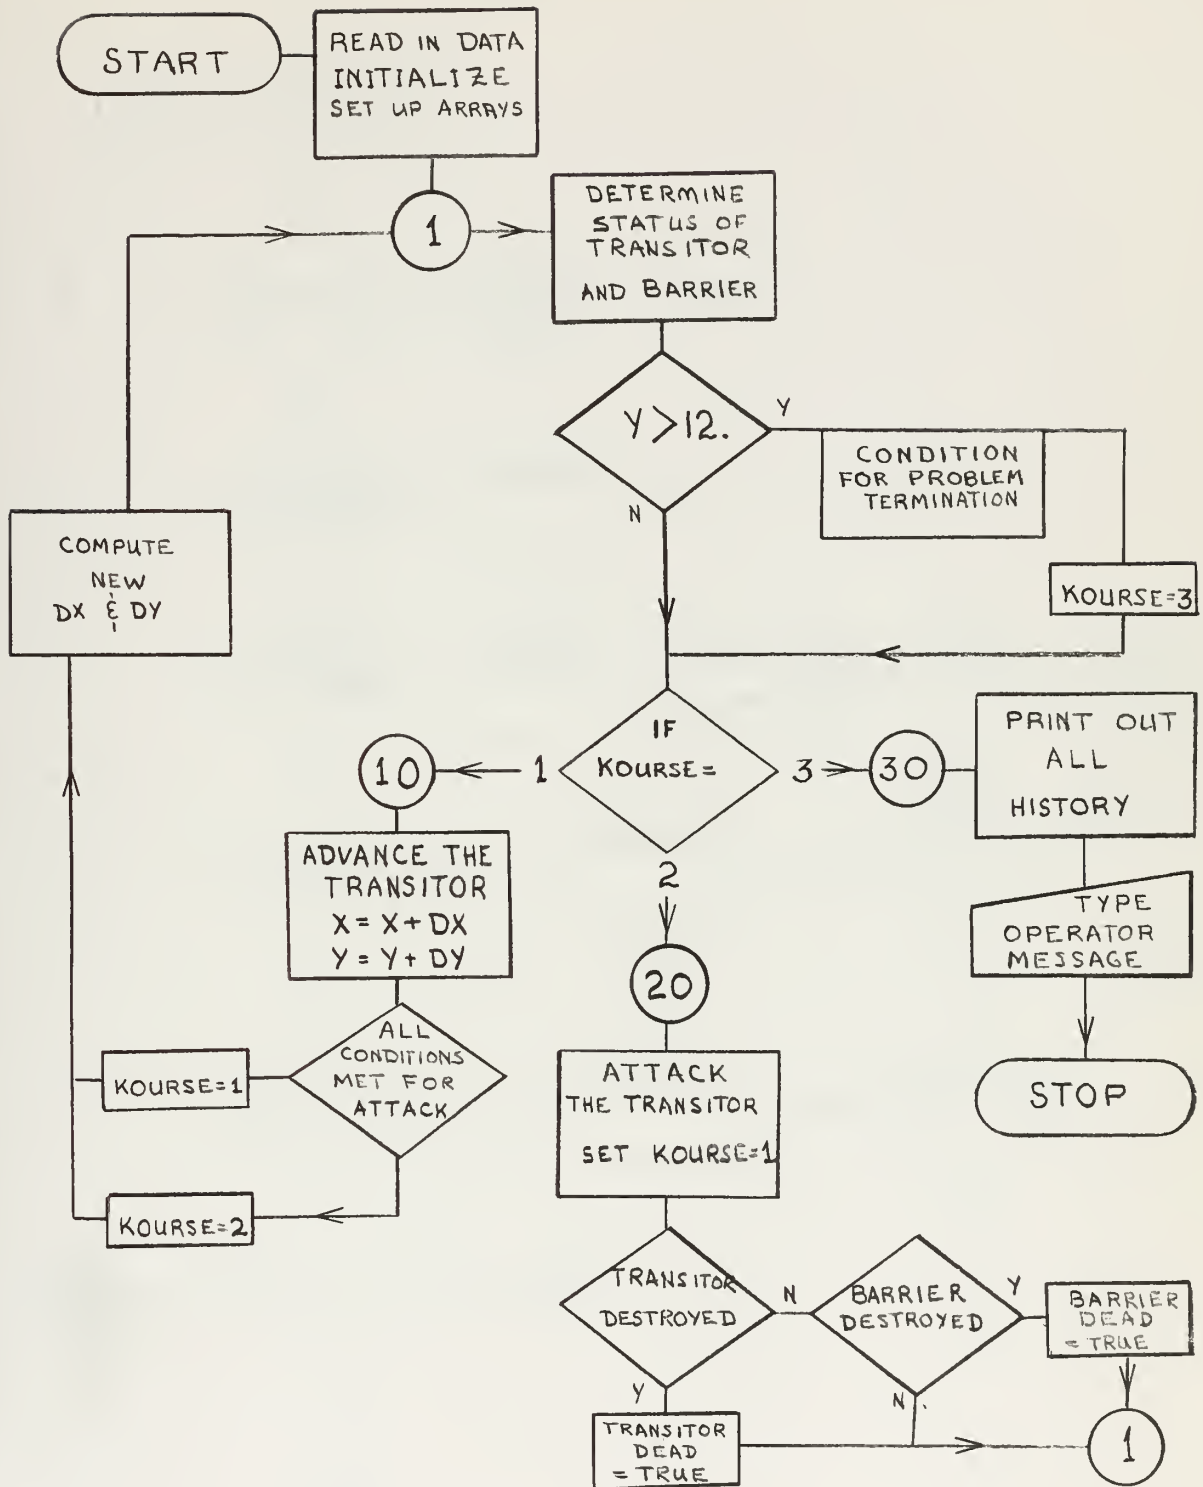 START
READ IN DATA
INITIALIZE
SET UP ARRAYS
1
DETERMINE
STATUS OF
TRANSITOR
AND BARRIER
Y>12.
Y
N
CONDITION
FOR PROBLEM
TERMINATION
KOURSE=3
COMPUTE
NEW
DX & DY
IF
KOURSE=
1
10
3
30
2
PRINT OUT
ALL
HISTORY
TYPE
OPERATOR
MESSAGE
STOP
ADVANCE THE
TRANSITOR
X = X + DX
Y = Y + DY
ALL
CONDITIONS
MET FOR
ATTACK
KOURSE=1
KOURSE=2
20
ATTACK
THE TRANSITOR
SET KOURSE=1
TRANSITOR
DESTROYED
N
Y
BARRIER
DESTROYED
Y
N.
BARRIER
DEAD
= TRUE
TRANSITOR
DEAD
= TRUE
1